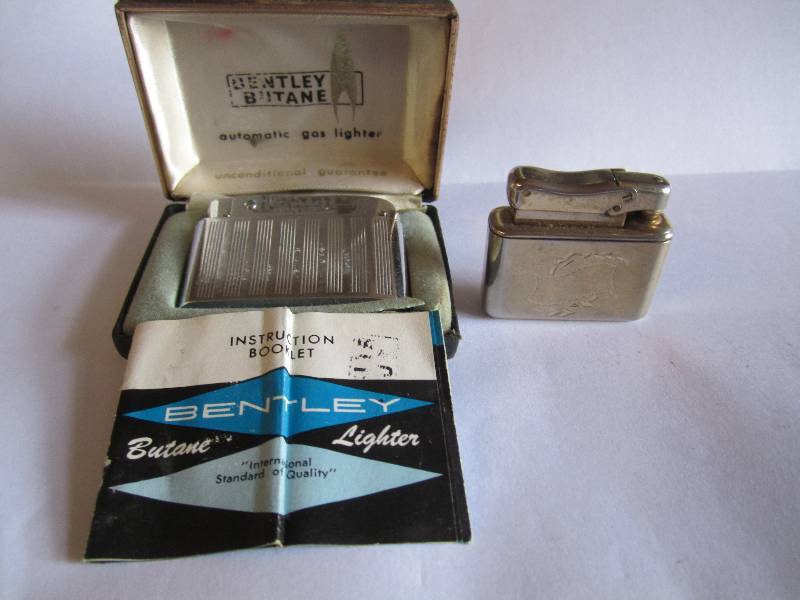 BENTLEY
BUTANE
automatic gas lighter
unconditional guarantee
INSTRUCTION
BOOKLET
BENTLEY
Butane Lighter
"International
Standard of Quality"